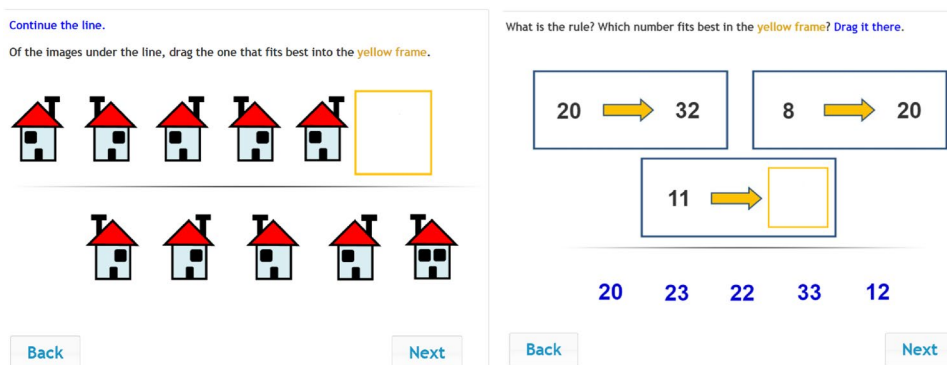 Continue the line.
Of the images under the line, drag the one that fits best into the yellow frame.
Back
Next
What is the rule? Which number fits best in the yellow frame? Drag it there.
20 32
8 20
11
20 23 22 33 12
Back
Next